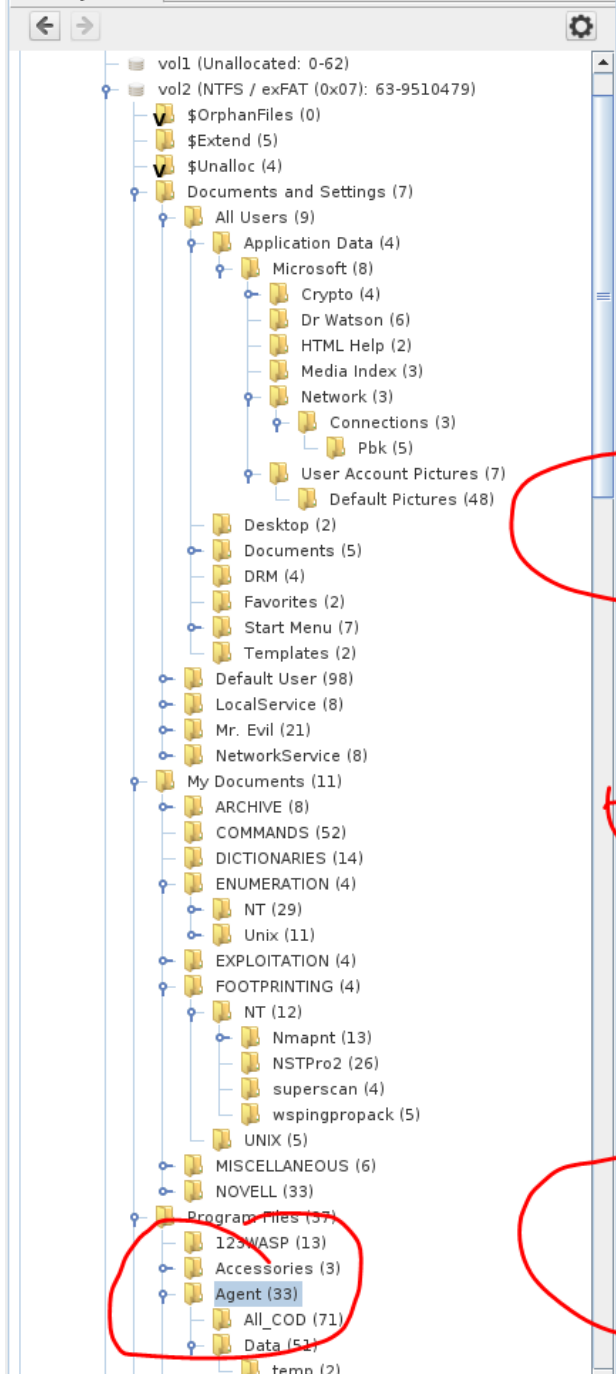 vol1 (Unallocated: 0-62)
vol2 (NTFS / exFAT (0x07): 63-9510479)
$OrphanFiles (0)
$Extend (5)
$Unalloc (4)
Documents and Settings (7)
All Users (9)
Application Data (4)
Microsoft (8)
Crypto (4)
Dr Watson (6)
HTML Help (2)
Media Index (3)
Network (3)
Connections (3)
Pbk (5)
User Account Pictures (7)
Default Pictures (48)
Desktop (2)
Documents (5)
DRM (4)
Favorites (2)
Start Menu (7)
Templates (2)
Default User (98)
LocalService (8)
Mr. Evil (21)
NetworkService (8)
My Documents (11)
ARCHIVE (8)
COMMANDS (52)
DICTIONARIES (14)
ENUMERATION (4)
NT (29)
Unix (11)
EXPLOITATION (4)
FOOTPRINTING (4)
NT (12)
Nmapnt (13)
NSTPro2 (26)
superscan (4)
wspingpropack (5)
UNIX (5)
MISCELLANEOUS (6)
NOVELL (33)
Program Files (37)
123WASP (13)
Accessories (3)
Agent (33)
All_COD (71)
Data (51)
temp (2)